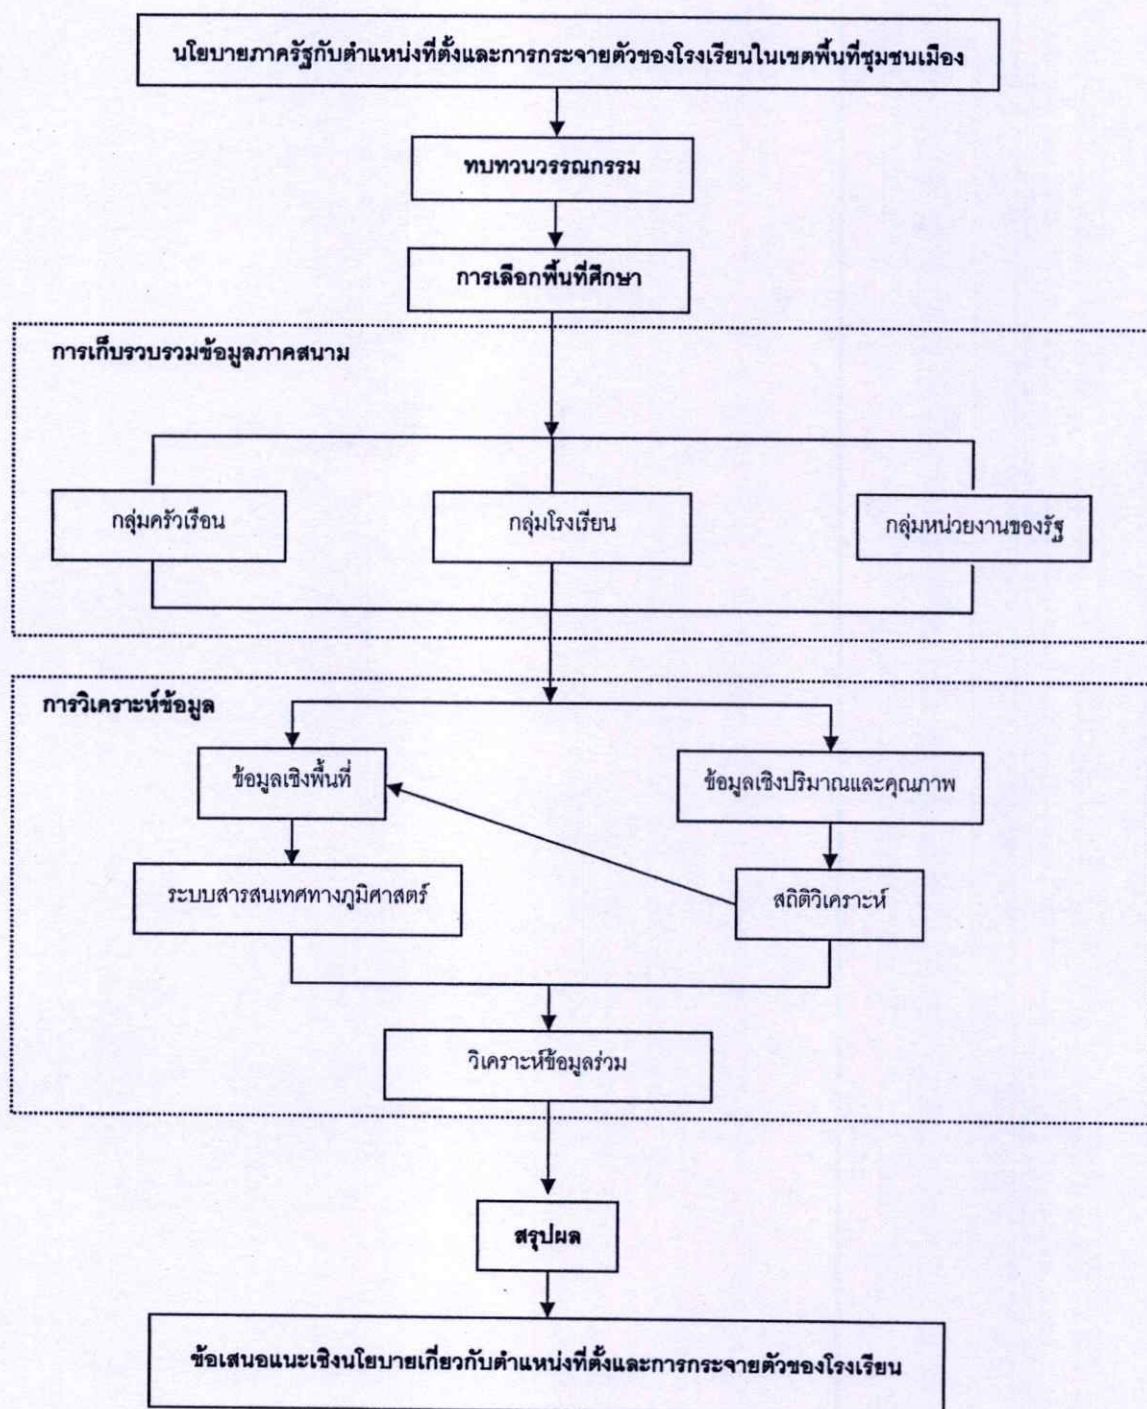 นโยบายภาครัฐกับตำแหน่งที่ตั้งและการกระจายตัวของโรงเรียนในเขตพื้นที่ชุมชนเมือง
ทบทวนวรรณกรรม
การเลือกพื้นที่ศึกษา
การเก็บรวบรวมข้อมูลภาคสนาม
กลุ่มครัวเรือน
กลุ่มโรงเรียน
กลุ่มหน่วยงานของรัฐ
การวิเคราะห์ข้อมูล
ข้อมูลเชิงพื้นที่
ข้อมูลเชิงปริมาณและคุณภาพ
ระบบสารสนเทศทางภูมิศาสตร์
สถิติวิเคราะห์
วิเคราะห์ข้อมูลร่วม
สรุปผล
ข้อเสนอแนะเชิงนโยบายเกี่ยวกับตำแหน่งที่ตั้งและการกระจายตัวของโรงเรียน